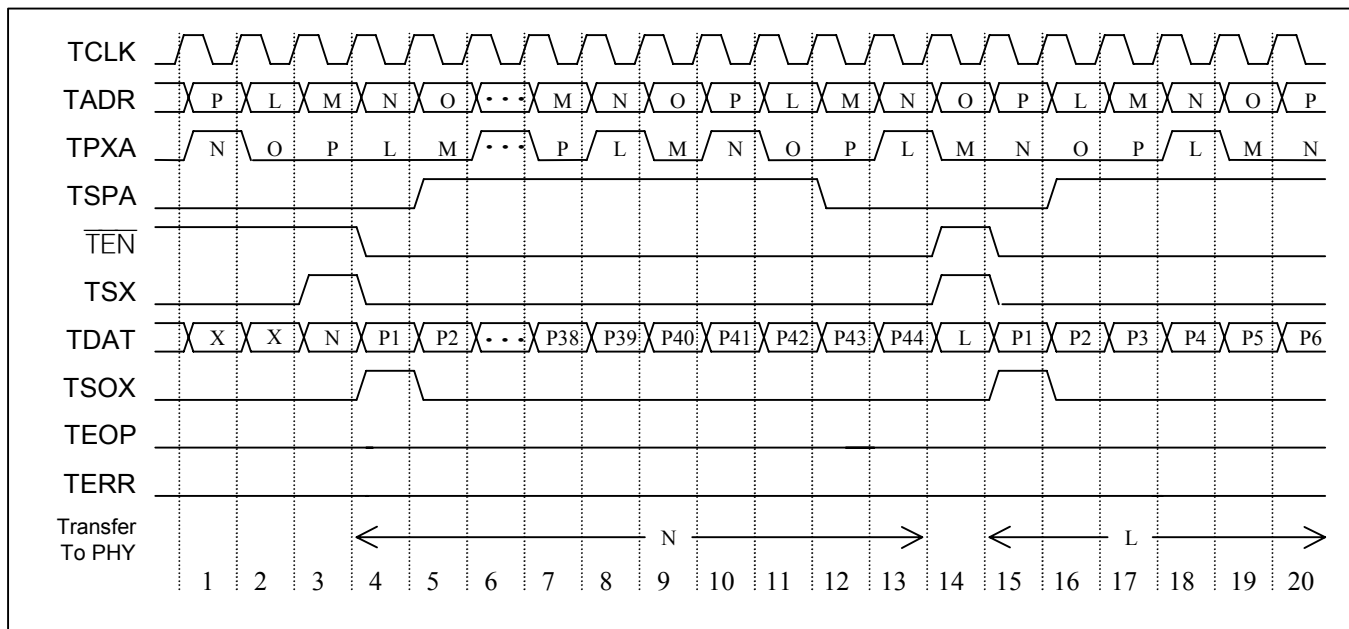 TCLK
TADR P L M N O ··· M N O P L M N O P L M N O P
TPXA N O P L M ··· P L M N O P L M N O P L M N
TSPA
TEN
TSX
TDAT X X N P1 P2 ··· P38 P39 P40 P41 P42 P43 P44 L P1 P2 P3 P4 P5 P6
TSOX
TEOP
TERR
Transfer
To PHY N L
1 2 3 4 5 6 7 8 9 10 11 12 13 14 15 16 17 18 19 20